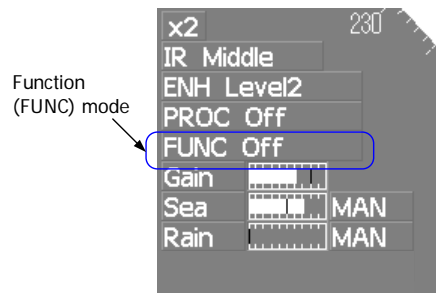 x2
230
IR Middle
ENH Level2
Function
(FUNC) mode
PROC Off
FUNC Off
Gain
Sea MAN
Rain MAN